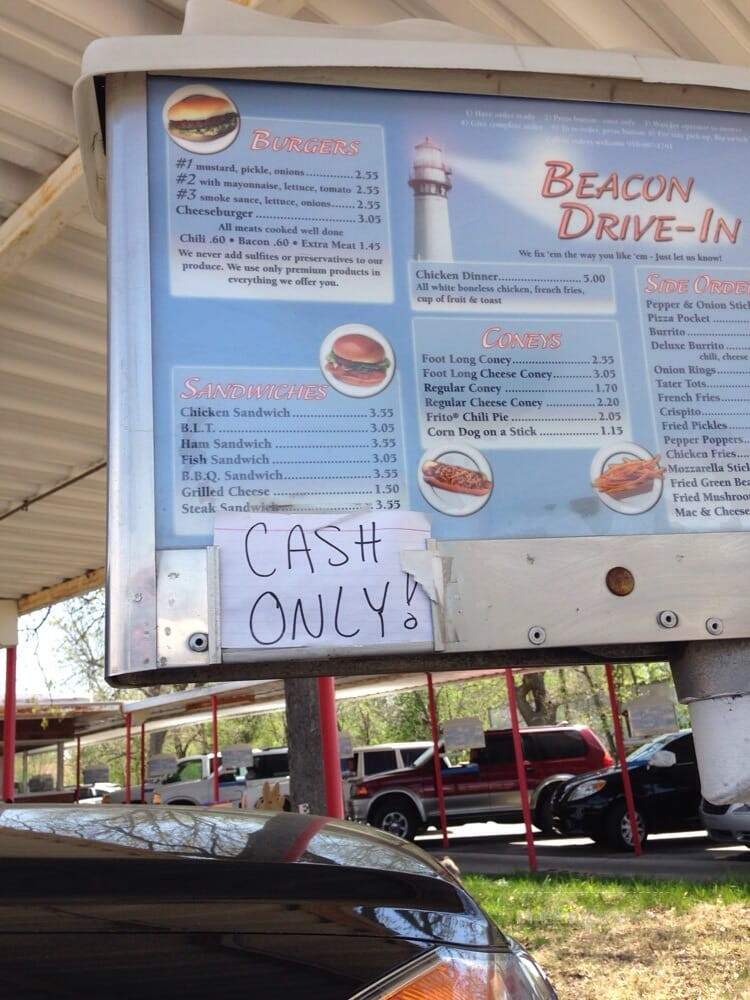 BURGERS
#1 mustard, pickle, onions..............2.55
#2 with mayonnaise, lettuce, tomato 2.55
#3 smoke sauce, lettuce, onions........2.55
Cheeseburger ..............................3.05
All meats cooked well done
Chili .60 • Bacon .60 • Extra Meat 1.45
We never add sulfites or preservatives to our
produce. We use only premium products in
everything we offer you.
BEACON
DRIVE-IN
We fix 'em the way you like 'em - Just let us know!
Chicken Dinner..............................5.00
All white boneless chicken, french fries,
cup of fruit & toast
SANDWICHES
Chicken Sandwich ......................3.55
B.L.T. ........................................3.05
Ham Sandwich ..........................3.55
Fish Sandwich ...........................3.05
B.B.Q. Sandwich........................3.55
Grilled Cheese ..........................1.50
Steak Sandwich.........................3.55
CONEYS
Foot Long Coney..........................2.55
Foot Long Cheese Coney...............3.05
Regular Coney .............................1.70
Regular Cheese Coney ..................2.20
Frito® Chili Pie ............................2.05
Corn Dog on a Stick .....................1.15
SIDE ORDE
Pepper & Onion Stic
Pizza Pocket
Burrito
Deluxe Burrito
chili, cheese
Onion Rings
Tater Tots
French Fries
Crispito
Fried Pickles
Pepper Poppers
Chicken Fries
Mozzarella Stic
Fried Green Bea
Fried Mushroo
Mac & Cheese
CASH
ONLY!